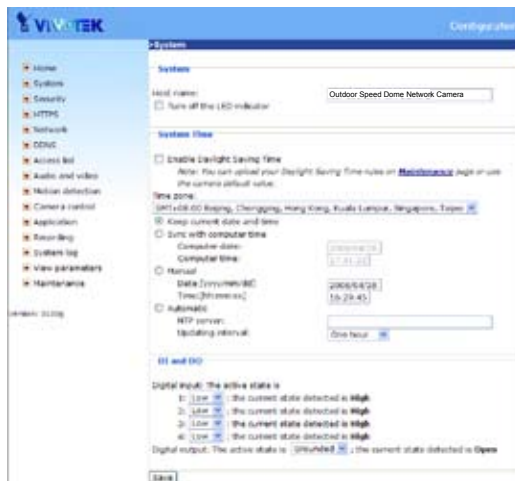 VIVOTEK
Configuration
>System
Home
System
Security
HTTPS
Network
DDNS
Access list
Audio and video
Motion detection
Camera control
Application
Recording
System log
View parameters
Maintenance
System
Host name: Outdoor Speed Dome Network Camera
Turn off the LED indicator
System Time
Enable Daylight Saving Time
Note: You can upload your Daylight Saving Time rules on Maintenance page or use
the camera default value.
Time zone:
GMT+08:00 Beijing, Chongqing, Hong Kong, Kuala Lumpur, Singapore, Taipei
Keep current date and time
Sync with computer time
Computer date:
Computer time:
Manual
Date [yyyy/mm/dd]
Time [hh:mm:ss] 16:29:45
Automatic
NTP server:
Updating interval: One hour
DI and DO
Digital input: The active state is
1: Low ; the current state detected is High
2: Low ; the current state detected is High
3: Low ; the current state detected is High
4: Low ; the current state detected is High
Digital output: The active state is Grounded ; the current state detected is Open
Save